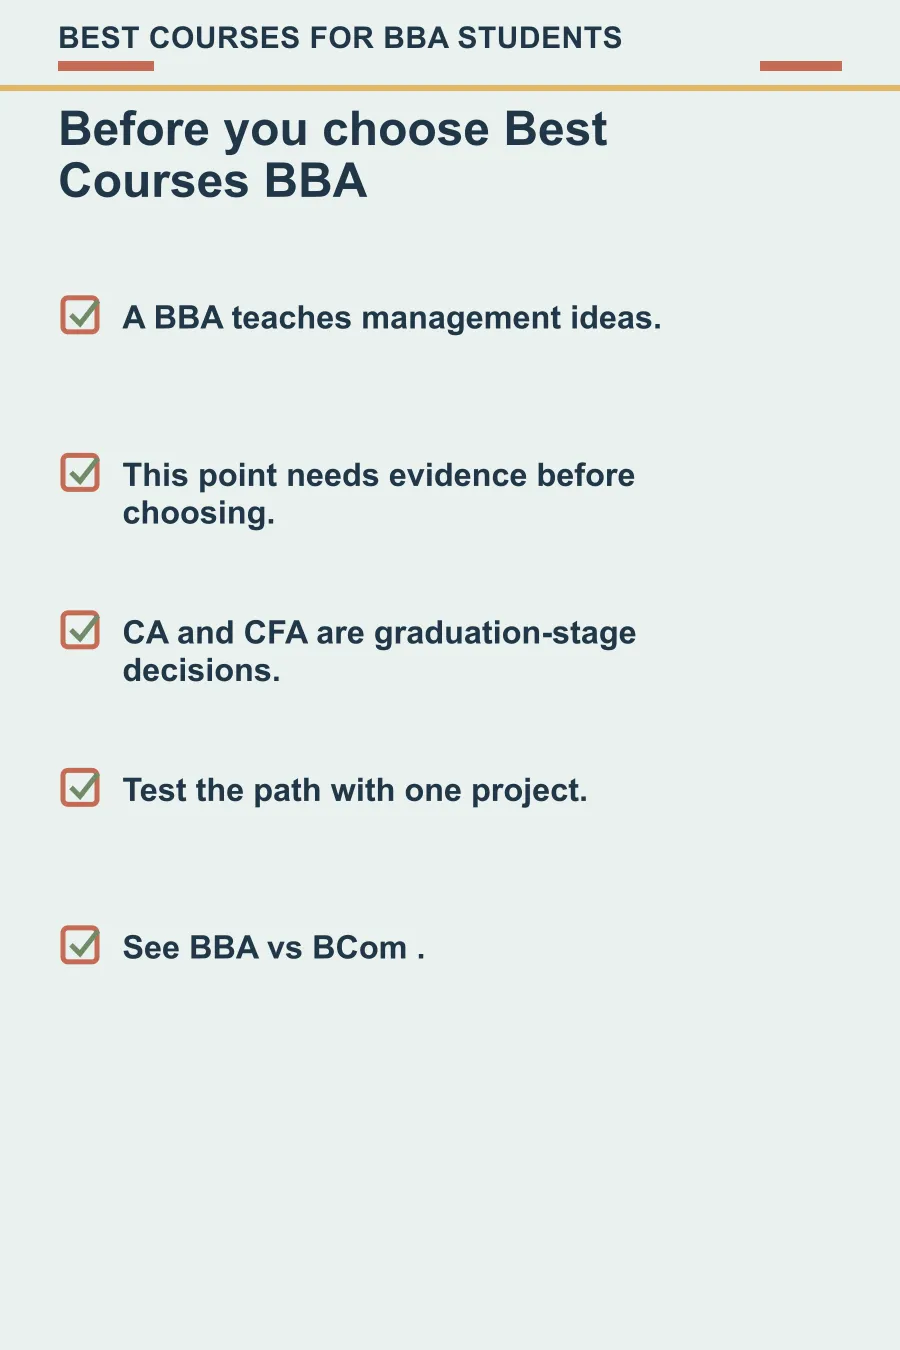 BEST COURSES FOR BBA STUDENTS
Before you choose Best
Courses BBA
A BBA teaches management ideas.
This point needs evidence before
choosing.
CA and CFA are graduation-stage
decisions.
Test the path with one project.
See BBA vs BCom .